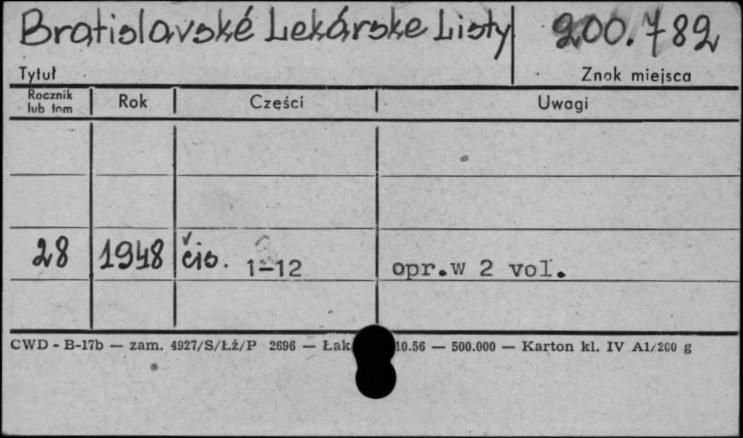 Bratislavské Lekárske Listy 200.782
Tytuł Znak miejsca
Rocznik lub tom Rok Części Uwagi
28 1948 čis. 1-12 opr.w 2 vol.
CWD - B-17b — zam. 4927/S/Łź/P 2696 — Łak 10.56 — 500.000 — Karton kl. IV A1/200 g